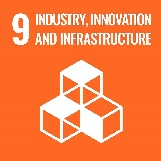 9 INDUSTRY, INNOVATION
AND INFRASTRUCTURE